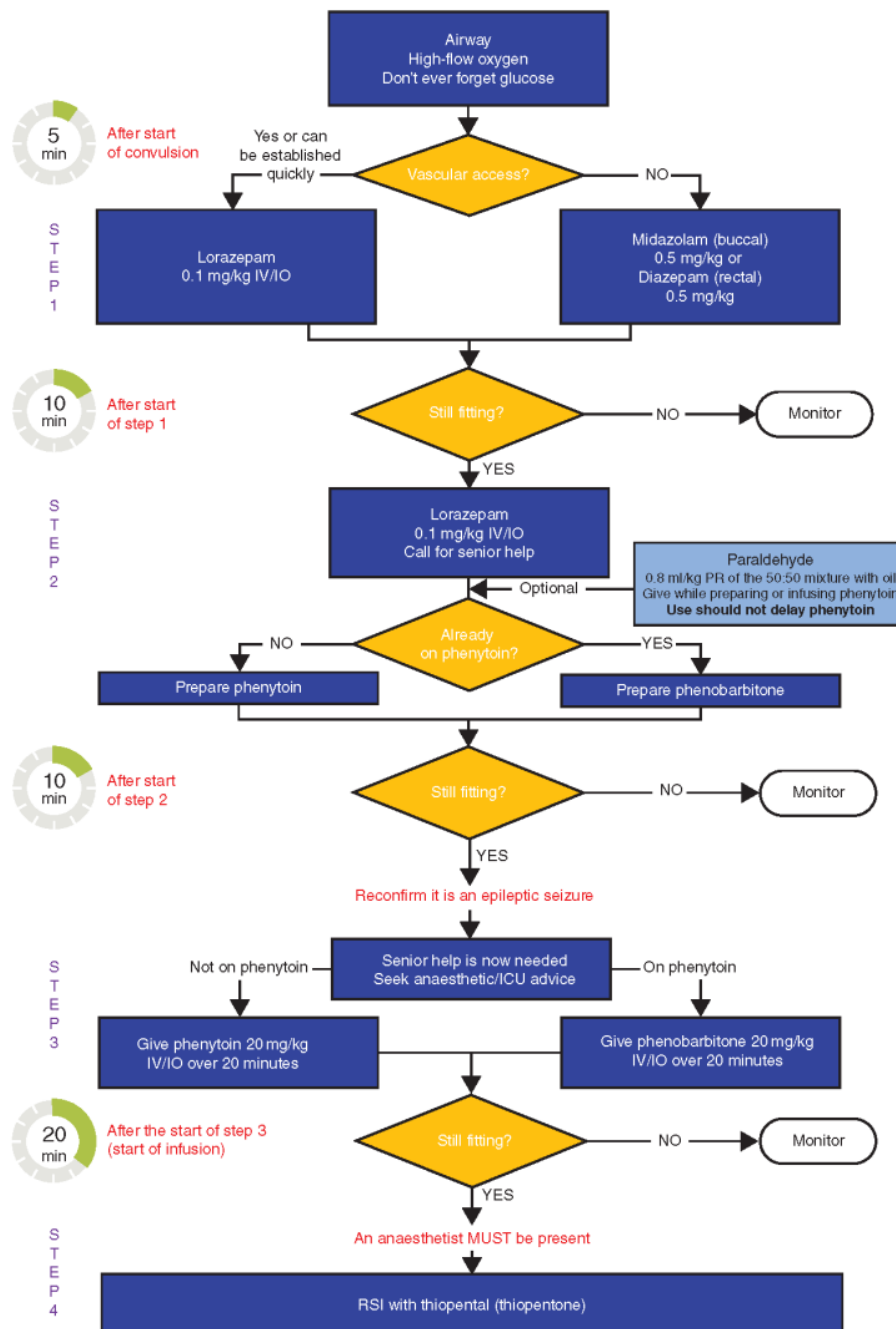 Airway
High-flow oxygen
Don't ever forget glucose
5
min
After start
of convulsion
Yes or can
be established
quickly
Vascular access?
NO
S
T
E
P
1
Lorazepam
0.1 mg/kg IV/IO
Midazolam (buccal)
0.5 mg/kg or
Diazepam (rectal)
0.5 mg/kg
10
min
After start
of step 1
Still fitting?
NO
Monitor
YES
S
T
E
P
2
Lorazepam
0.1 mg/kg IV/IO
Call for senior help
Optional
Paraldehyde
0.8 ml/kg PR of the 50:50 mixture with oil
Give while preparing or infusing phenytoin
Use should not delay phenytoin
NO
Already
on phenytoin?
YES
Prepare phenytoin
Prepare phenobarbitone
10
min
After start
of step 2
Still fitting?
NO
Monitor
YES
Reconfirm it is an epileptic seizure
S
T
E
P
3
Not on phenytoin
Senior help is now needed
Seek anaesthetic/ICU advice
On phenytoin
Give phenytoin 20 mg/kg
IV/IO over 20 minutes
Give phenobarbitone 20 mg/kg
IV/IO over 20 minutes
20
min
After the start of step 3
(start of infusion)
Still fitting?
NO
Monitor
YES
An anaesthetist MUST be present
S
T
E
P
4
RSI with thiopental (thiopentone)